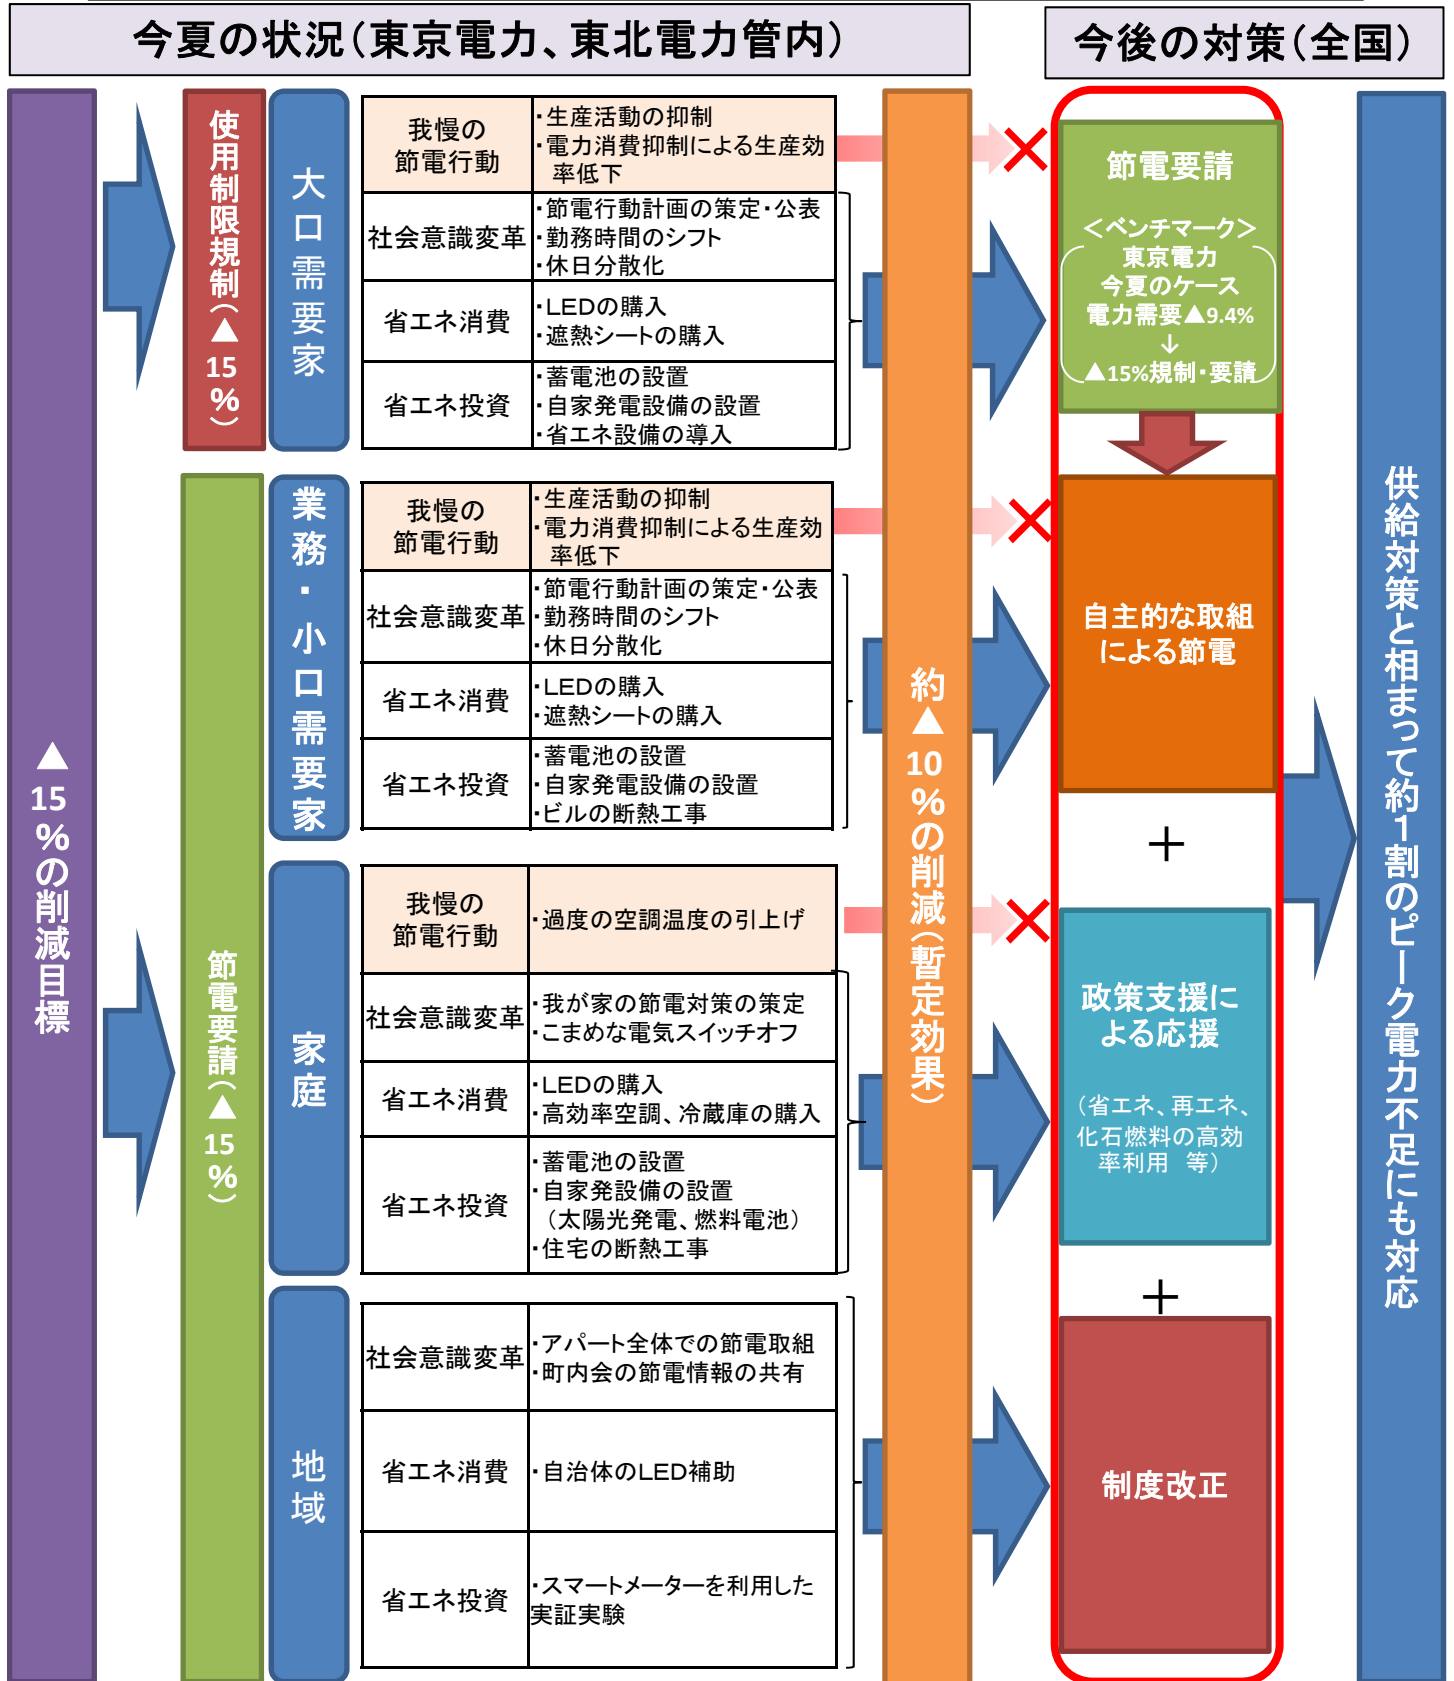 今夏の状況（東京電力、東北電力管内）
今後の対策（全国）
▲15%の削減目標
使用制限規制（▲15%）
大口需要家
我慢の
節電行動
・生産活動の抑制
・電力消費抑制による生産効
率低下
社会意識変革
・節電行動計画の策定・公表
・勤務時間のシフト
・休日分散化
省エネ消費
・LEDの購入
・遮熱シートの購入
省エネ投資
・蓄電池の設置
・自家発電設備の設置
・省エネ設備の導入
節電要請（▲15%）
業務・小口需要家
我慢の
節電行動
・生産活動の抑制
・電力消費抑制による生産効
率低下
社会意識変革
・節電行動計画の策定・公表
・勤務時間のシフト
・休日分散化
省エネ消費
・LEDの購入
・遮熱シートの購入
省エネ投資
・蓄電池の設置
・自家発電設備の設置
・ビルの断熱工事
家庭
我慢の
節電行動
・過度の空調温度の引上げ
社会意識変革
・我が家の節電対策の策定
・こまめな電気スイッチオフ
省エネ消費
・LEDの購入
・高効率空調、冷蔵庫の購入
省エネ投資
・蓄電池の設置
・自家発設備の設置
（太陽光発電、燃料電池）
・住宅の断熱工事
地域
社会意識変革
・アパート全体での節電取組
・町内会の節電情報の共有
省エネ消費
・自治体のLED補助
省エネ投資
・スマートメーターを利用した
実証実験
約▲10%の削減（暫定効果）
節電要請
＜ベンチマーク＞
東京電力
今夏のケース
電力需要▲9.4%
↓
▲15%規制・要請
自主的な取組
による節電
＋
政策支援に
よる応援
（省エネ、再エネ、
化石燃料の高効
率利用　等）
＋
制度改正
供給対策と相まって約1割のピーク電力不足にも対応